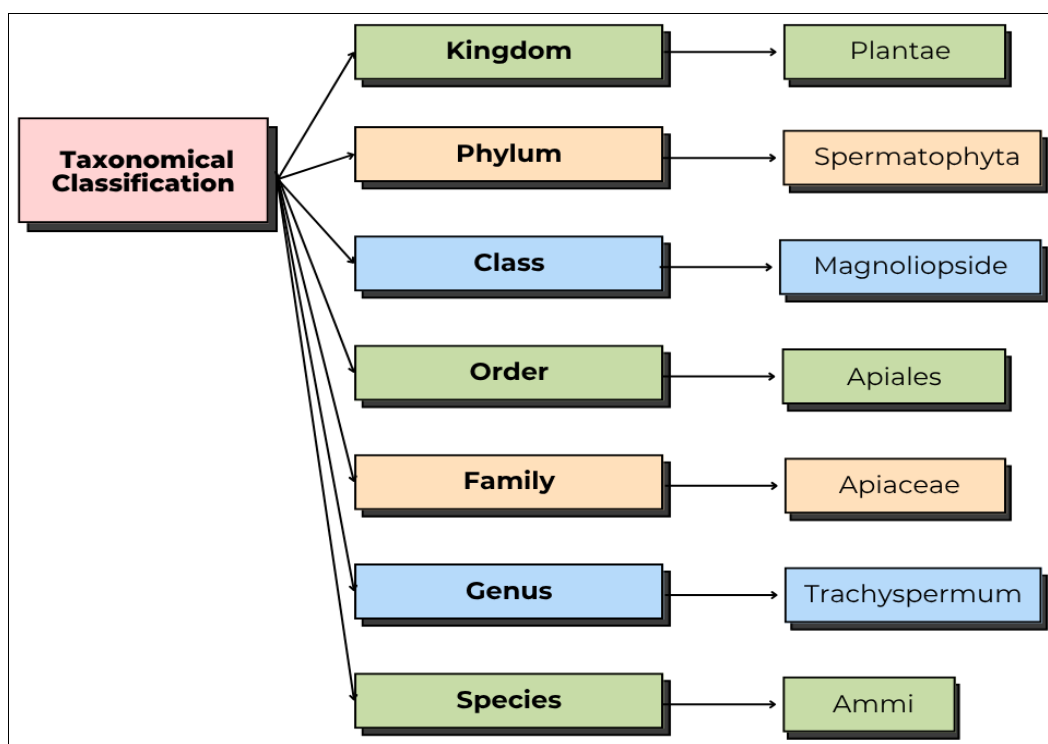 Taxonomical
Classification
Kingdom
Plantae
Phylum
Spermatophyta
Class
Magnoliopside
Order
Apiales
Family
Apiaceae
Genus
Trachyspermum
Species
Ammi